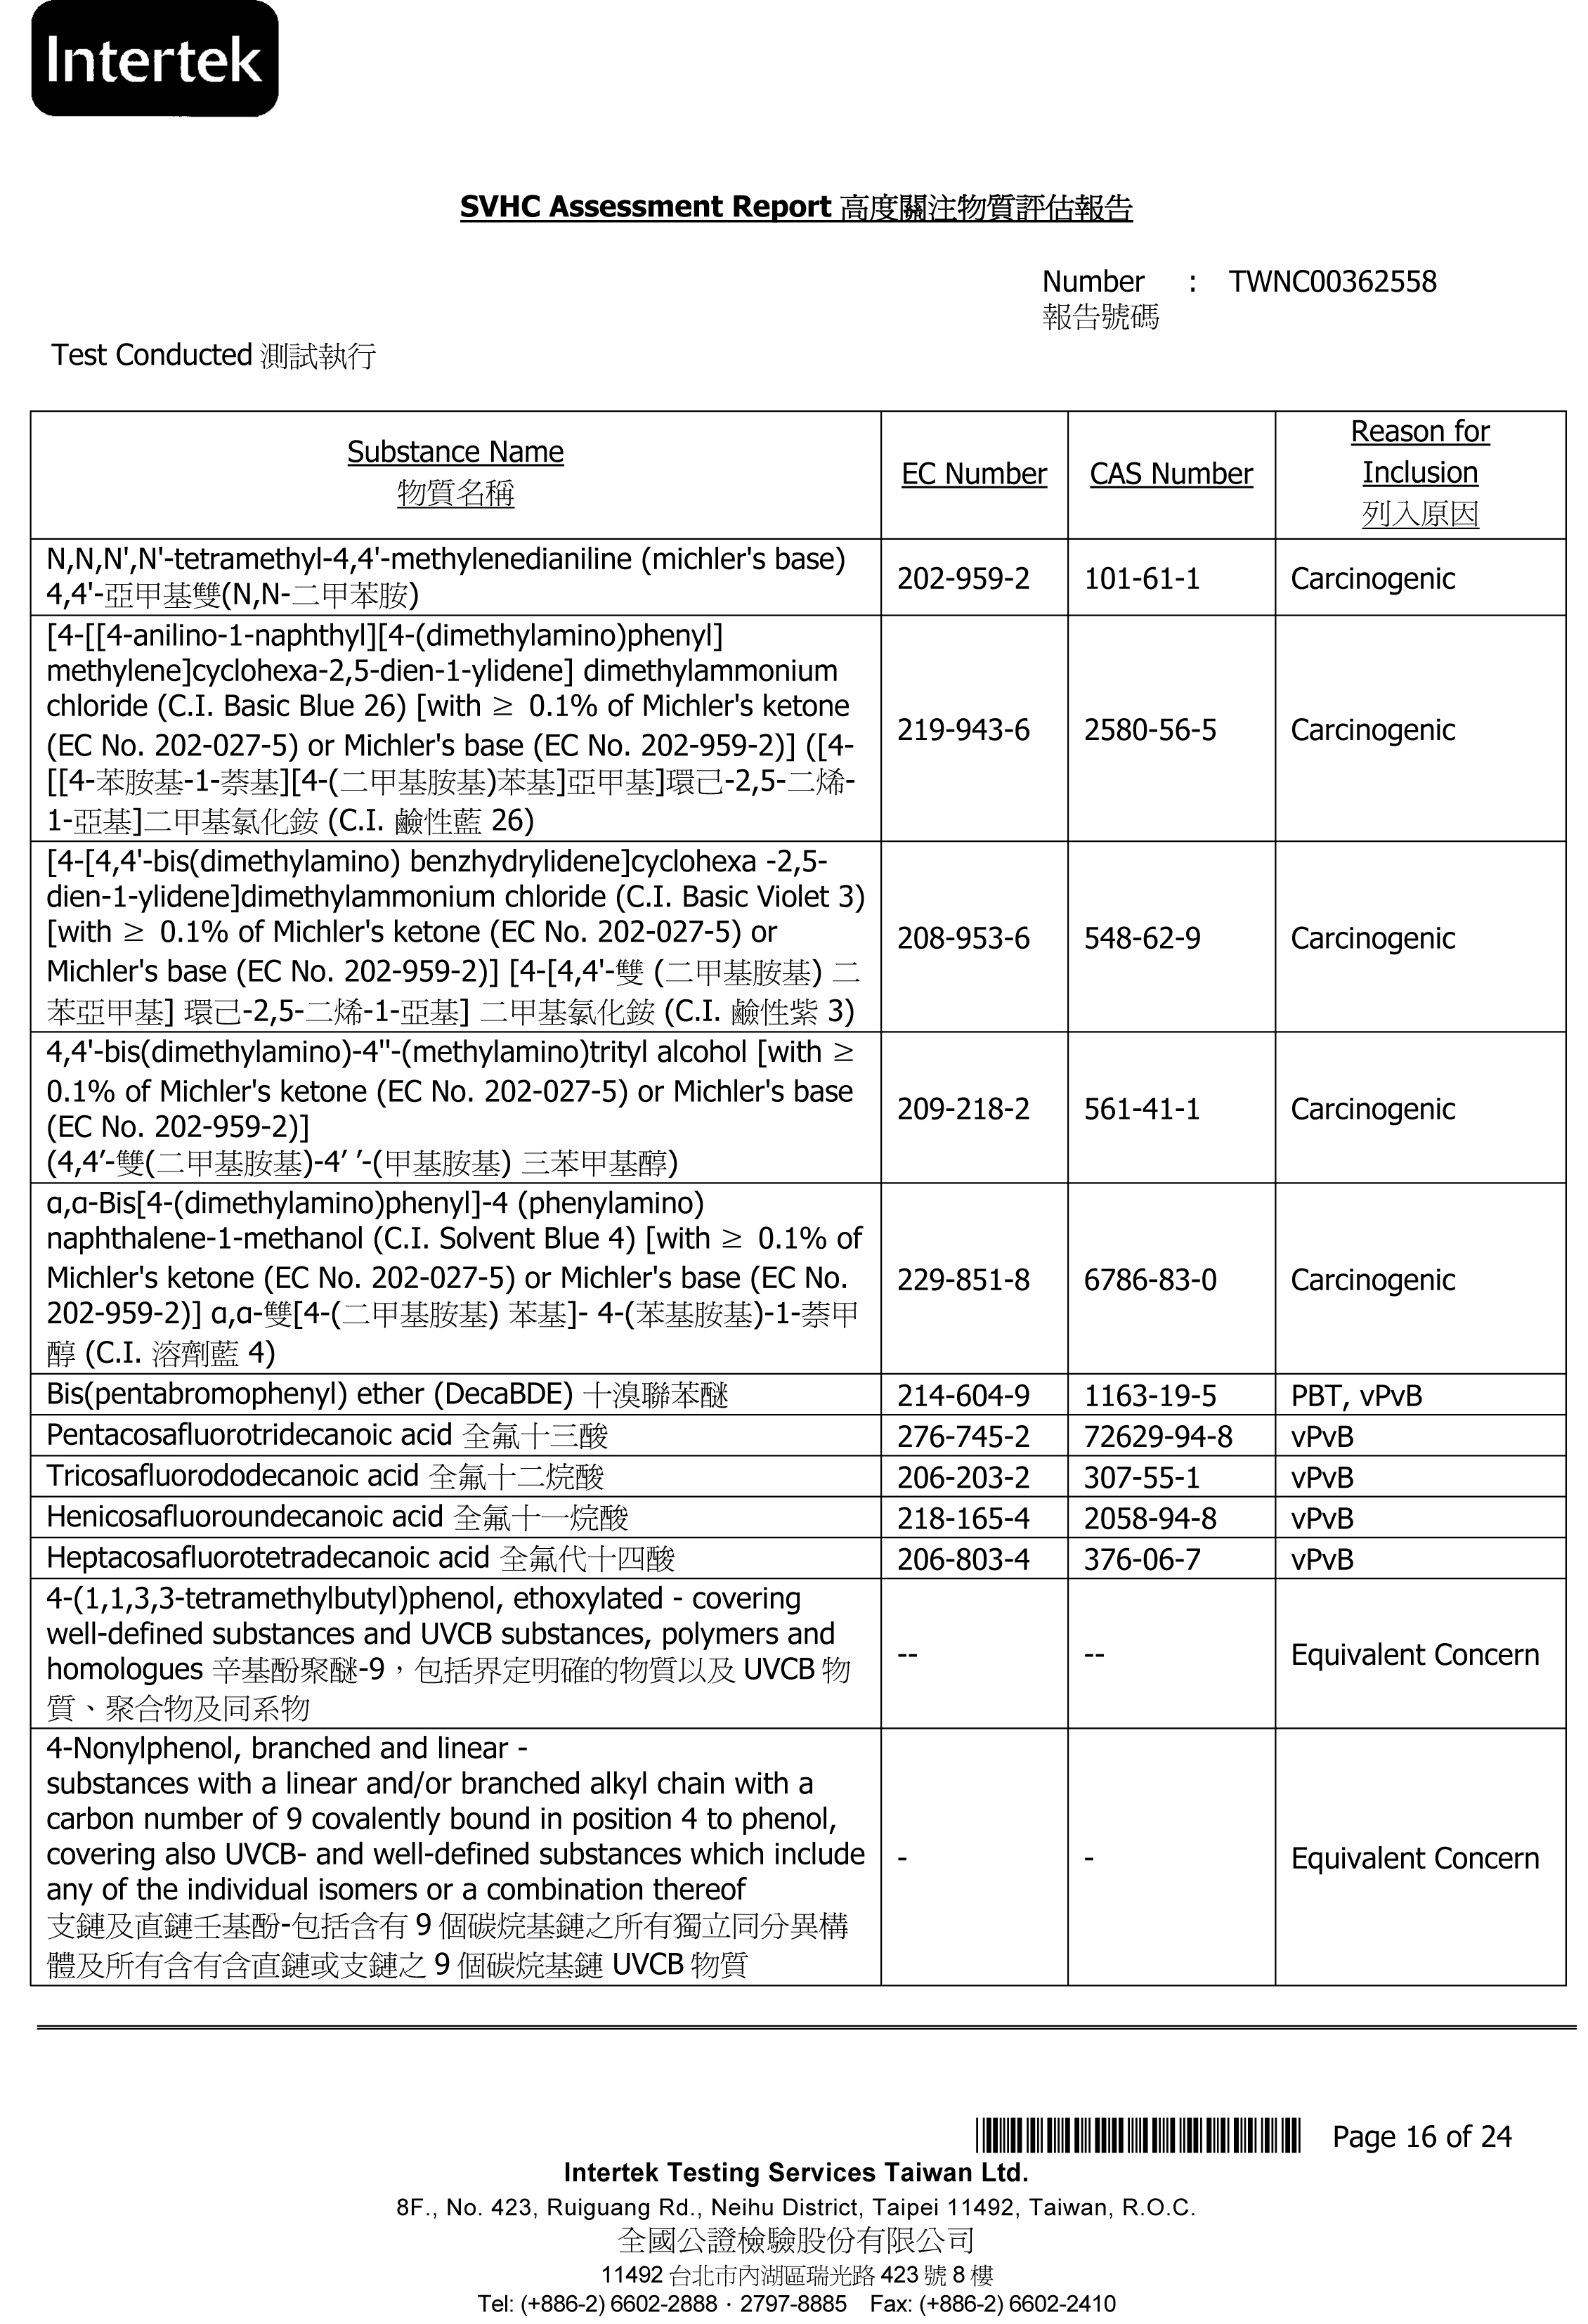 Intertek
SVHC Assessment Report 高度關注物質評估報告
Number : TWNC00362558
報告號碼
Test Conducted 測試執行
Substance Name
物質名稱
EC Number
CAS Number
Reason for
Inclusion
列入原因
N,N,N',N'-tetramethyl-4,4'-methylenedianiline (michler's base)
4,4'-亞甲基雙(N,N-二甲苯胺)
202-959-2
101-61-1
Carcinogenic
[4-[[4-anilino-1-naphthyl][4-(dimethylamino)phenyl]
methylene]cyclohexa-2,5-dien-1-ylidene] dimethylammonium
chloride (C.I. Basic Blue 26) [with ≥ 0.1% of Michler's ketone
(EC No. 202-027-5) or Michler's base (EC No. 202-959-2)] ([4-
[[4-苯胺基-1-萘基][4-(二甲基胺基)苯基]亞甲基]環己-2,5-二烯-
1-亞基]二甲基氯化銨 (C.I. 鹼性藍 26)
219-943-6
2580-56-5
Carcinogenic
[4-[4,4'-bis(dimethylamino) benzhydrylidene]cyclohexa -2,5-
dien-1-ylidene]dimethylammonium chloride (C.I. Basic Violet 3)
[with ≥ 0.1% of Michler's ketone (EC No. 202-027-5) or
Michler's base (EC No. 202-959-2)] [4-[4,4'-雙 (二甲基胺基) 二
苯亞甲基] 環己-2,5-二烯-1-亞基] 二甲基氯化銨 (C.I. 鹼性紫 3)
208-953-6
548-62-9
Carcinogenic
4,4'-bis(dimethylamino)-4"-(methylamino)trityl alcohol [with ≥
0.1% of Michler's ketone (EC No. 202-027-5) or Michler's base
(EC No. 202-959-2)]
(4,4′-雙(二甲基胺基)-4′ ′-(甲基胺基) 三苯甲基醇)
209-218-2
561-41-1
Carcinogenic
ɑ,ɑ-Bis[4-(dimethylamino)phenyl]-4 (phenylamino)
naphthalene-1-methanol (C.I. Solvent Blue 4) [with ≥ 0.1% of
Michler's ketone (EC No. 202-027-5) or Michler's base (EC No.
202-959-2)] ɑ,ɑ-雙[4-(二甲基胺基) 苯基]- 4-(苯基胺基)-1-萘甲
醇 (C.I. 溶劑藍 4)
229-851-8
6786-83-0
Carcinogenic
Bis(pentabromophenyl) ether (DecaBDE) 十溴聯苯醚
214-604-9
1163-19-5
PBT, vPvB
Pentacosafluorotridecanoic acid 全氟十三酸
276-745-2
72629-94-8
vPvB
Tricosafluorododecanoic acid 全氟十二烷酸
206-203-2
307-55-1
vPvB
Henicosafluoroundecanoic acid 全氟十一烷酸
218-165-4
2058-94-8
vPvB
Heptacosafluorotetradecanoic acid 全氟代十四酸
206-803-4
376-06-7
vPvB
4-(1,1,3,3-tetramethylbutyl)phenol, ethoxylated - covering
well-defined substances and UVCB substances, polymers and
homologues 辛基酚聚醚-9，包括界定明確的物質以及 UVCB 物
質、聚合物及同系物
--
--
Equivalent Concern
4-Nonylphenol, branched and linear -
substances with a linear and/or branched alkyl chain with a
carbon number of 9 covalently bound in position 4 to phenol,
covering also UVCB- and well-defined substances which include
any of the individual isomers or a combination thereof
支鏈及直鏈壬基酚-包括含有 9 個碳烷基鏈之所有獨立同分異構
體及所有含有含直鏈或支鏈之 9 個碳烷基鏈 UVCB 物質
-
-
Equivalent Concern
Page 16 of 24
Intertek Testing Services Taiwan Ltd.
8F., No. 423, Ruiguang Rd., Neihu District, Taipei 11492, Taiwan, R.O.C.
全國公證檢驗股份有限公司
11492 台北市內湖區瑞光路 423 號 8 樓
Tel: (+886-2) 6602-2888 · 2797-8885 Fax: (+886-2) 6602-2410